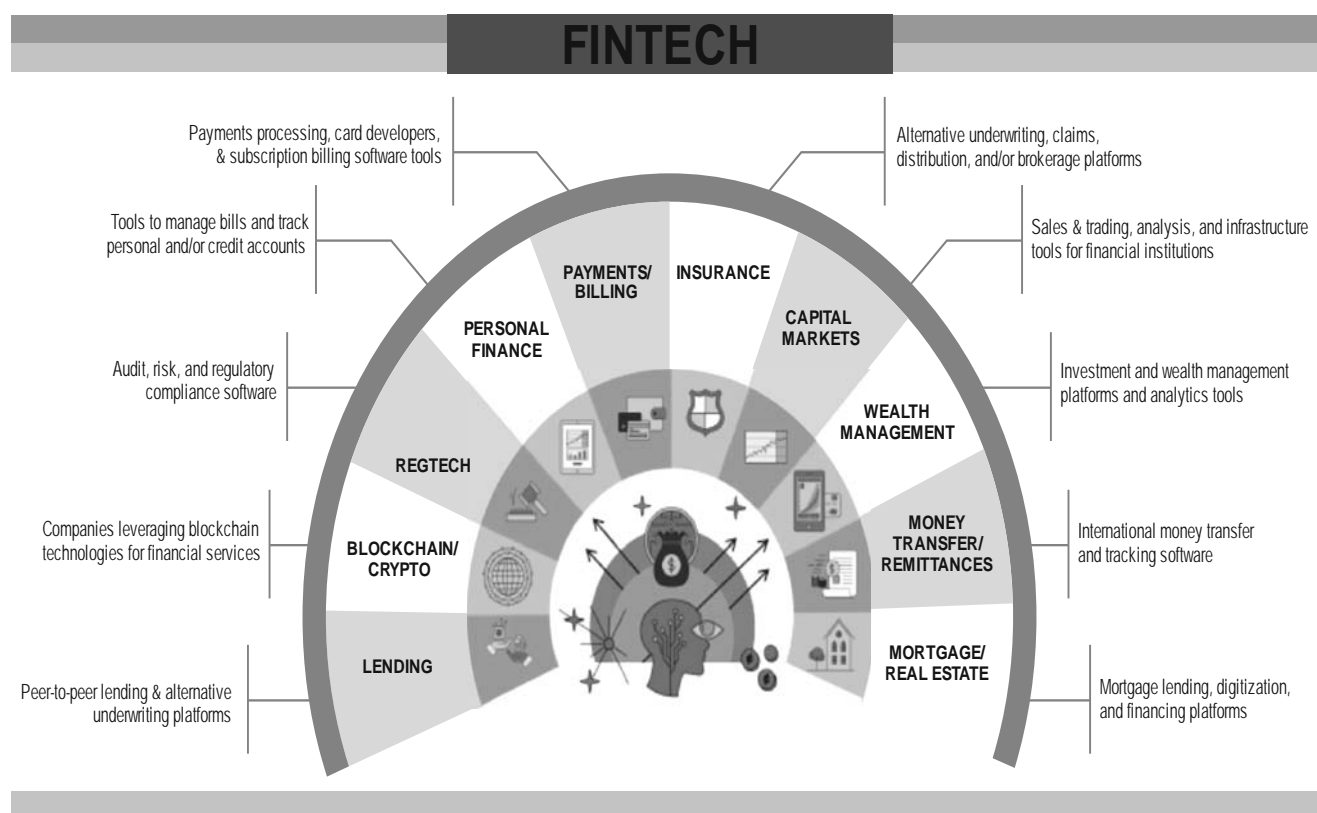 FINTECH
Payments processing, card developers,
& subscription billing software tools
Alternative underwriting, claims,
distribution, and/or brokerage platforms
Tools to manage bills and track
personal and/or credit accounts
Sales & trading, analysis, and infrastructure
tools for financial institutions
Audit, risk, and regulatory
compliance software
Investment and wealth management
platforms and analytics tools
Companies leveraging blockchain
technologies for financial services
International money transfer
and tracking software
Peer-to-peer lending & alternative
underwriting platforms
Mortgage lending, digitization,
and financing platforms
LENDING
BLOCKCHAIN/
CRYPTO
REGTECH
PERSONAL
FINANCE
PAYMENTS/
BILLING
INSURANCE
CAPITAL
MARKETS
WEALTH
MANAGEMENT
MONEY
TRANSFER/
REMITTANCES
MORTGAGE/
REAL ESTATE
$